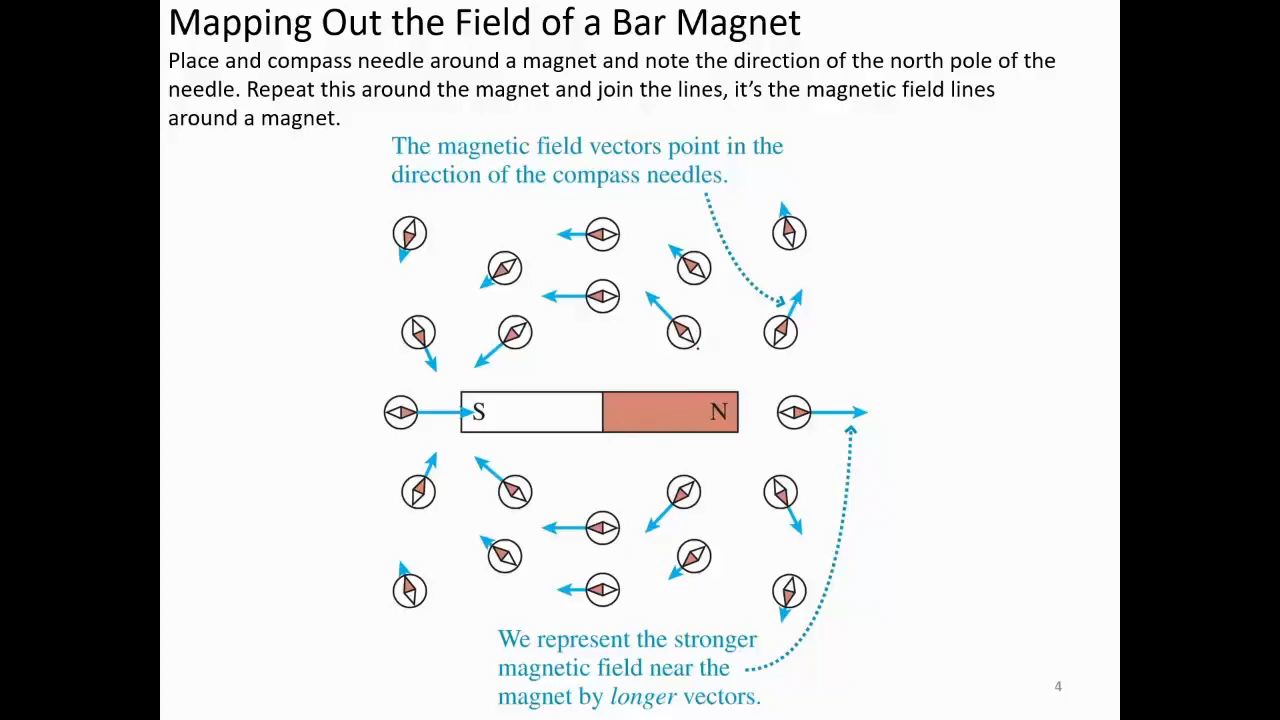 Mapping Out the Field of a Bar Magnet
Place and compass needle around a magnet and note the direction of the north pole of the
needle. Repeat this around the magnet and join the lines, it’s the magnetic field lines
around a magnet.
The magnetic field vectors point in the
direction of the compass needles.
S
N
We represent the stronger
magnetic field near the
magnet by longer vectors.
4